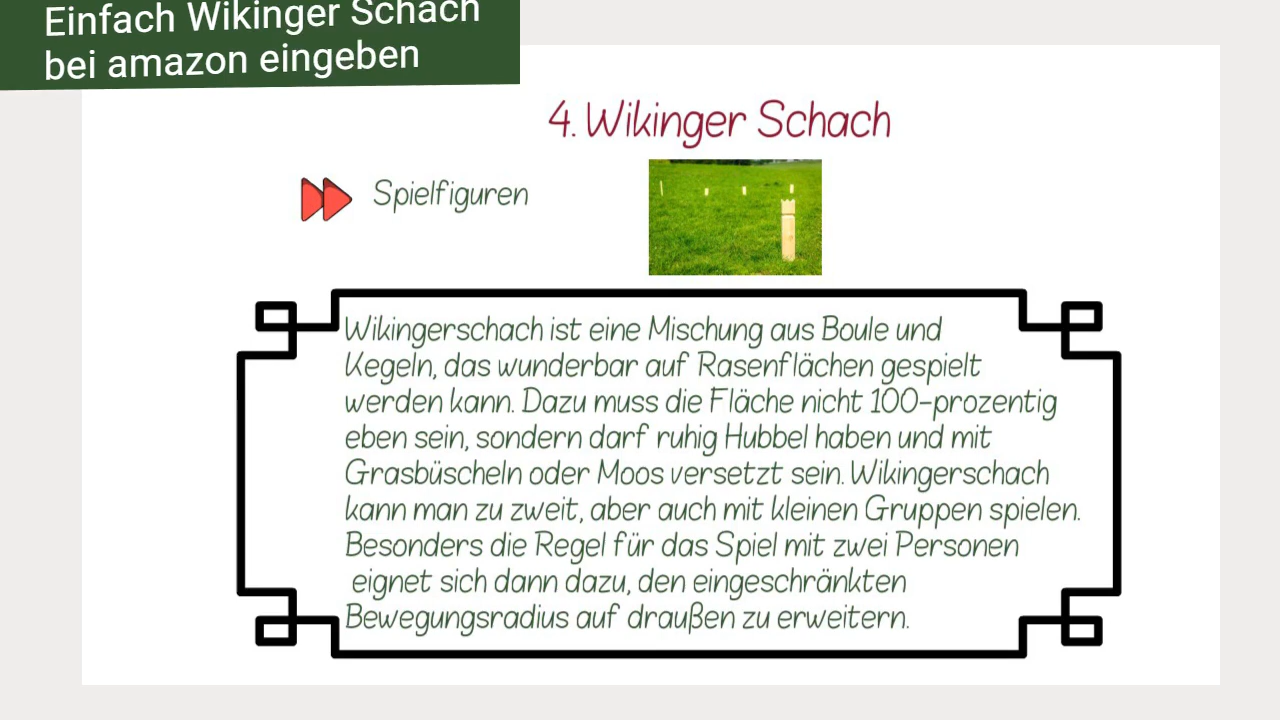 Einfach Wikinger Schach
bei amazon eingeben
4. Wikinger Schach
Spielfiguren
Wikingerschach ist eine Mischung aus Boule und
Kegeln, das wunderbar auf Rasenflächen gespielt
werden kann. Dazu muss die Fläche nicht 100-prozentig
eben sein, sondern darf ruhig Hubbel haben und mit
Grasbüscheln oder Moos versetzt sein. Wikingerschach
kann man zu zweit, aber auch mit kleinen Gruppen spielen.
Besonders die Regel für das Spiel mit zwei Personen
eignet sich dann dazu, den eingeschränkten
Bewegungsradius auf draußen zu erweitern.